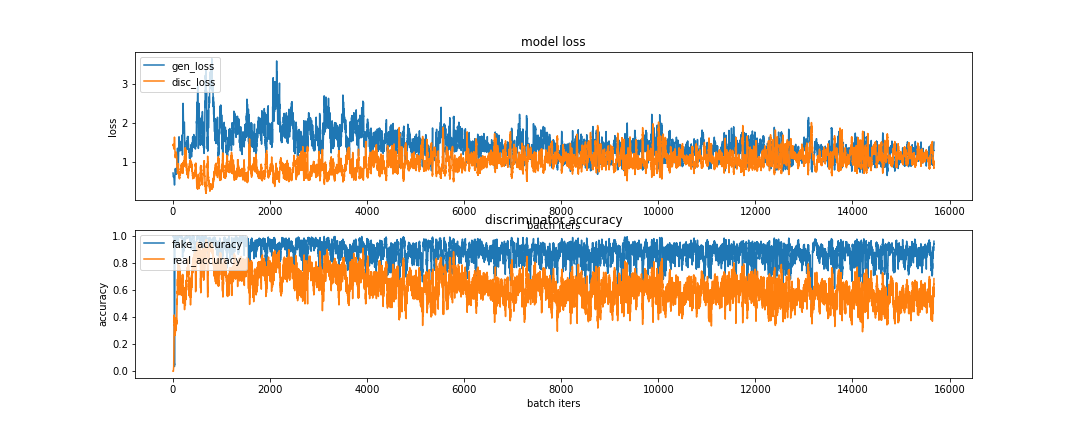 model loss
gen_loss
disc_loss
loss
3
2
1
0 2000 4000 6000 8000 10000 12000 14000 16000
batch iters
discriminator accuracy
fake_accuracy
real_accuracy
accuracy
1.0
0.8
0.6
0.4
0.2
0.0
0 2000 4000 6000 8000 10000 12000 14000 16000
batch iters